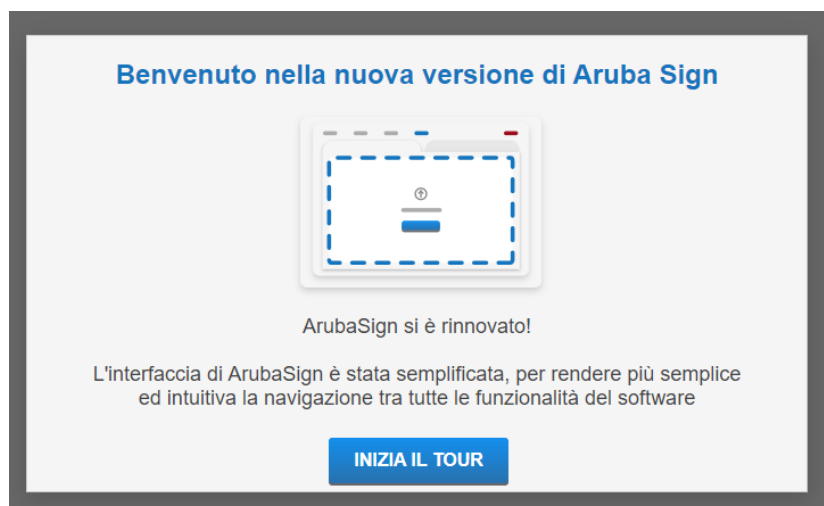 Benvenuto nella nuova versione di Aruba Sign
ArubaSign si è rinnovato!
L'interfaccia di ArubaSign è stata semplificata, per rendere più semplice
ed intuitiva la navigazione tra tutte le funzionalità del software
INIZIA IL TOUR